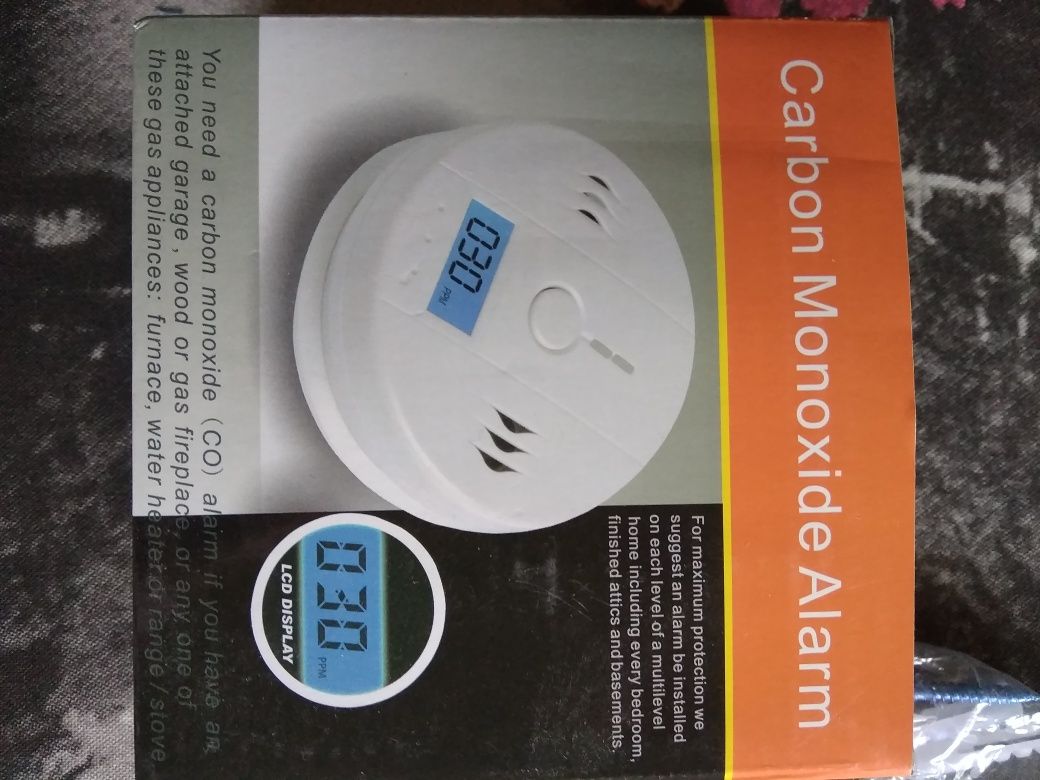 Carbon Monoxide Alarm
For maximum protection we
suggest an alarm be installed
on each level of a multilevel
home including every bedroom,
finished attics and basements.
030
PPM
030
PPM
LCD DISPLAY
You need a carbon monoxide (CO) alarm if you have an
attached garage, wood or gas fireplace, or any one of
these gas appliances: furnace, water heater or range/stove